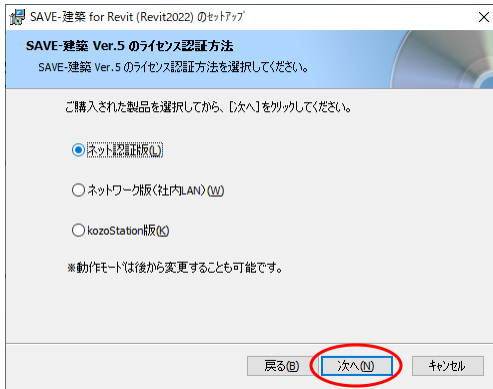 SAVE-建築 for Revit (Revit2022) のｾｯﾄｱｯﾌﾟ
SAVE-建築 Ver.5 のライセンス認証方法
SAVE-建築 Ver.5 のライセンス認証方法を選択してください。
ご購入された製品を選択してから、[次へ]をクリックしてください。
ネット認証版(L)
ネットワーク版〈社内LAN〉(W)
kozoStation版(K)
※動作モードは後から変更することも可能です。
戻る(B) 次へ(N) キャンセル